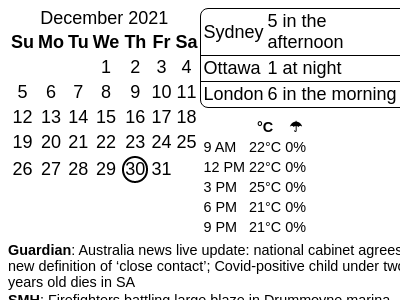 December 2021
Su Mo Tu We Th Fr Sa
1 2 3 4
5 6 7 8 9 10 11
12 13 14 15 16 17 18
19 20 21 22 23 24 25
26 27 28 29 30 31
Sydney 5 in the afternoon
Ottawa 1 at night
London 6 in the morning
°C ☂
9 AM 22°C 0%
12 PM 22°C 0%
3 PM 25°C 0%
6 PM 21°C 0%
9 PM 21°C 0%
Guardian: Australia news live update: national cabinet agrees
new definition of ‘close contact’; Covid-positive child under two
years old dies in SA
SMH: Firefighters battling large blaze in Drummoyne marina